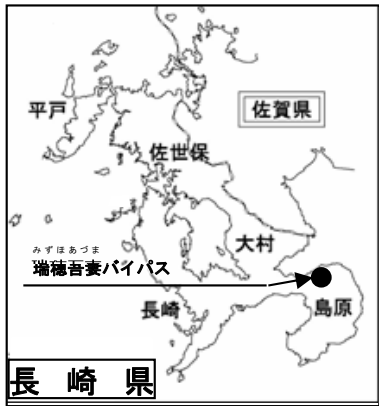 平戸
佐賀県
佐世保
大村
みずほあづま
瑞穂吾妻バイパス
長崎
島原
長崎県